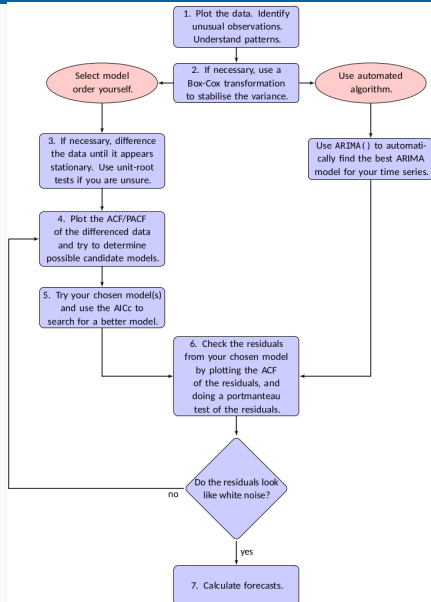 1. Plot the data. Identify
unusual observations.
Understand patterns.
Select model
order yourself.
2. If necessary, use a
Box-Cox transformation
to stabilise the variance.
Use automated
algorithm.
3. If necessary, difference
the data until it appears
stationary. Use unit-root
tests if you are unsure.
Use ARIMA() to automati-
cally find the best ARIMA
model for your time series.
4. Plot the ACF/PACF
of the differenced data
and try to determine
possible candidate models.
5. Try your chosen model(s)
and use the AICc to
search for a better model.
6. Check the residuals
from your chosen model
by plotting the ACF
of the residuals, and
doing a portmanteau
test of the residuals.
Do the residuals look
like white noise?
no
yes
7. Calculate forecasts.